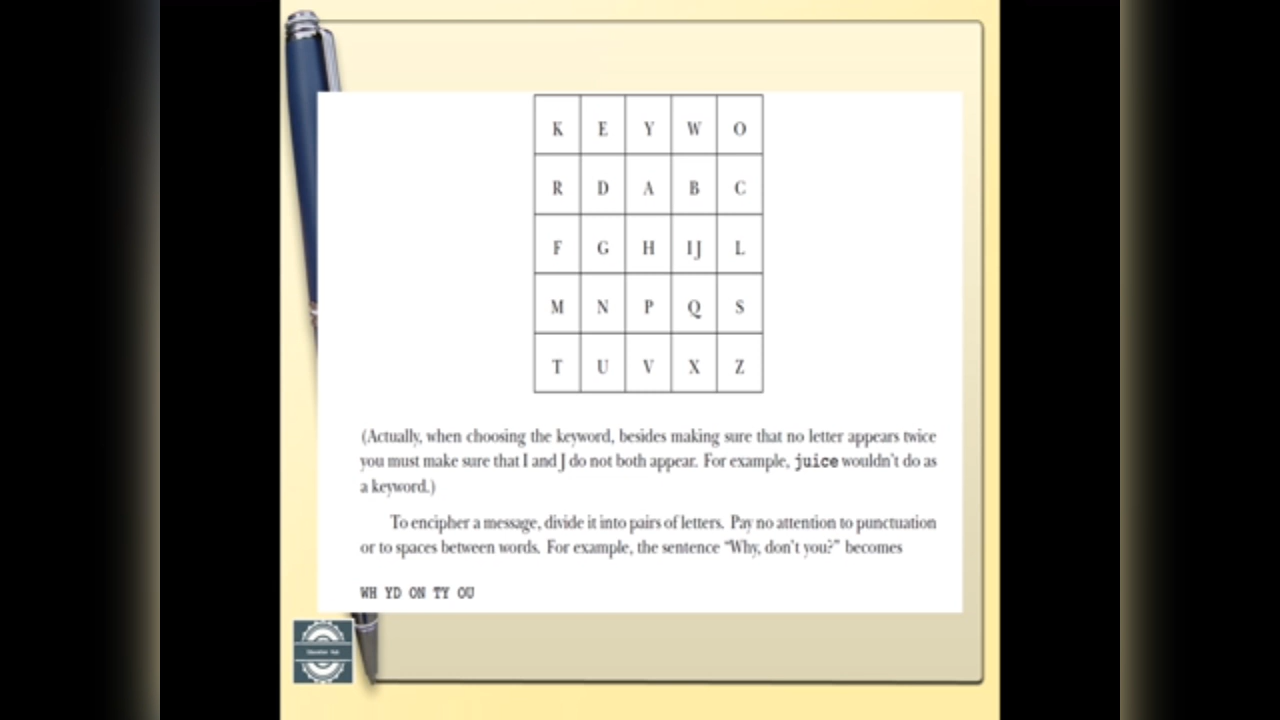 K E Y W O
R D A B C
F G H IJ L
M N P Q S
T U V X Z
(Actually, when choosing the keyword, besides making sure that no letter appears twice
you must make sure that I and J do not both appear. For example, juice wouldn't do as
a keyword.)
To encipher a message, divide it into pairs of letters. Pay no attention to punctuation
or to spaces between words. For example, the sentence "Why, don't you?" becomes
WH YD ON TY OU
Education Hub